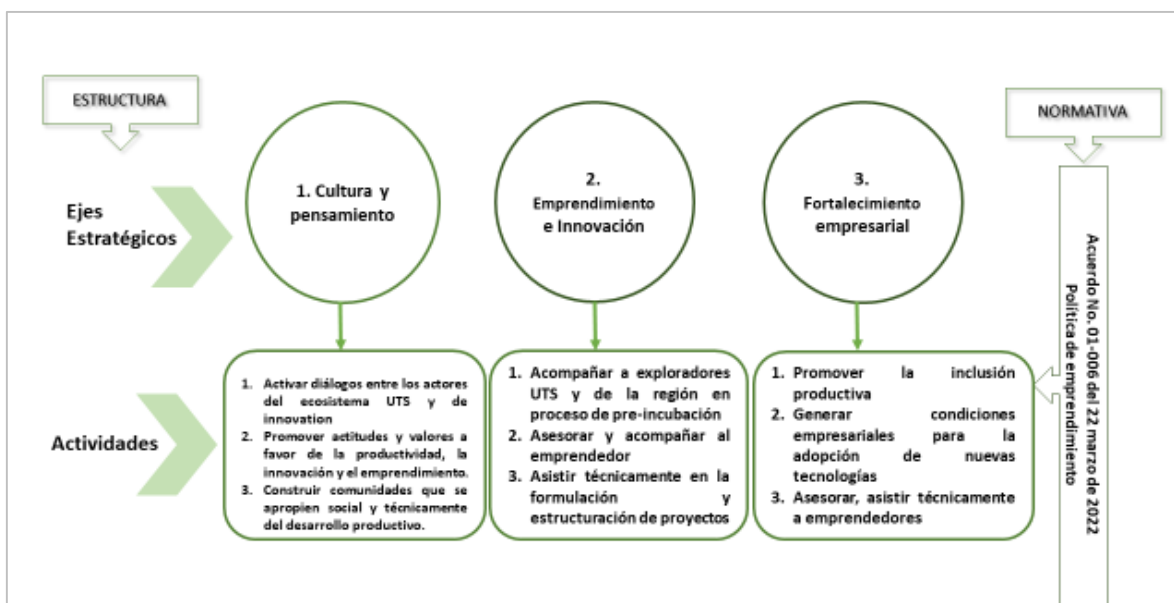 ESTRUCTURA
NORMATIVA
Ejes
Estratégicos
1. Cultura y
pensamiento
2.
Emprendimiento
e Innovación
3.
Fortalecimiento
empresarial
Actividades
1. Activar diálogos entre los actores
del ecosistema UTS y de
innovation
2. Promover actitudes y valores a
favor de la productividad, la
innovación y el emprendimiento.
3. Construir comunidades que se
apropien social y técnicamente
del desarrollo productivo.
1. Acompañar a exploradores
UTS y de la región en
proceso de pre-incubación
2. Asesorar y acompañar al
emprendedor
3. Asistir técnicamente en la
formulación y
estructuración de proyectos
1. Promover la inclusión
productiva
2. Generar condiciones
empresariales para la
adopción de nuevas
tecnologías
3. Asesorar, asistir técnicamente
a emprendedores
Acuerdo No. 01-006 del 22 marzo de 2022
Política de emprendimiento